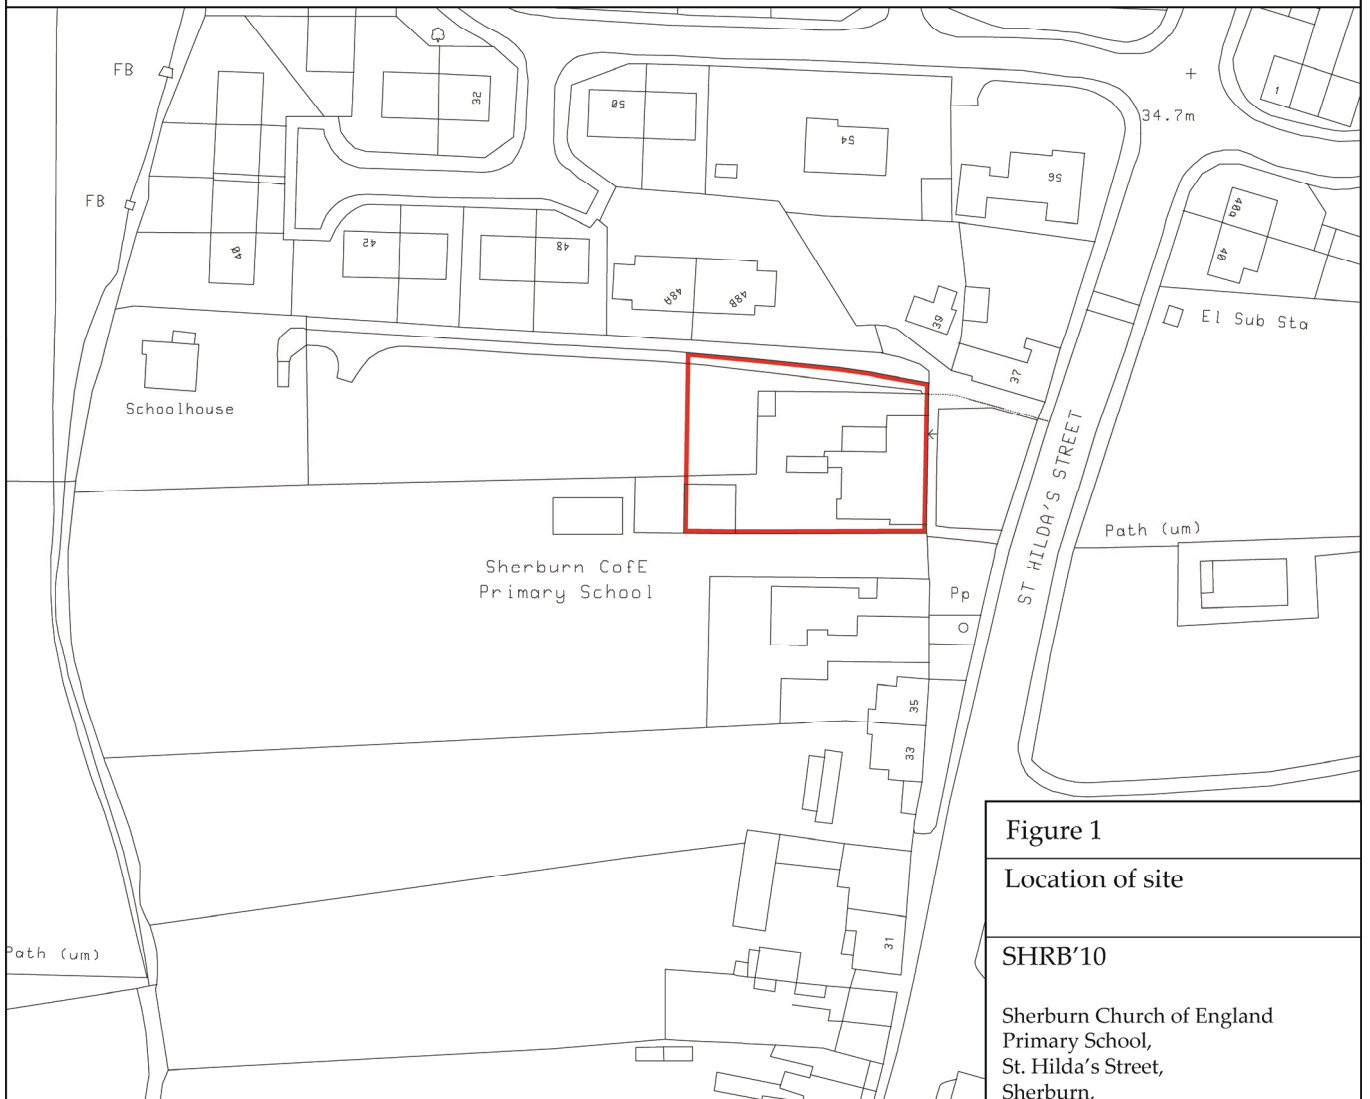 FB
32
50
54
56
34.7m
1
FB
40
42
48
48A
48B
39
37
40a
40
El Sub Sta
Schoolhouse
ST HILDA'S STREET
Path (um)
Sherburn CofE
Primary School
Pp
35
33
31
Path (um)
Figure 1
Location of site
SHRB'10
Sherburn Church of England
Primary School,
St. Hilda's Street,
Sherburn,